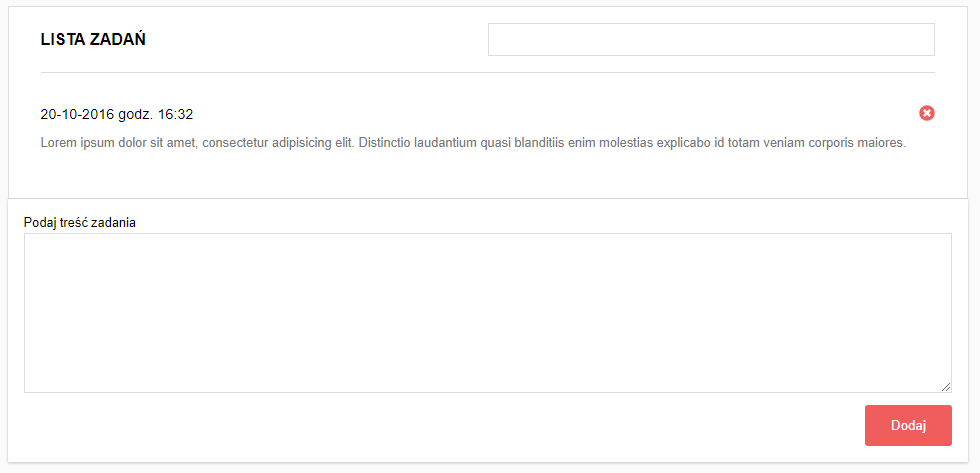 LISTA ZADAŃ
20-10-2016 godz. 16:32
Lorem ipsum dolor sit amet, consectetur adipisicing elit. Distinctio laudantium quasi blanditiis enim molestias explicabo id totam veniam corporis maiores.
Podaj treść zadania
Dodaj